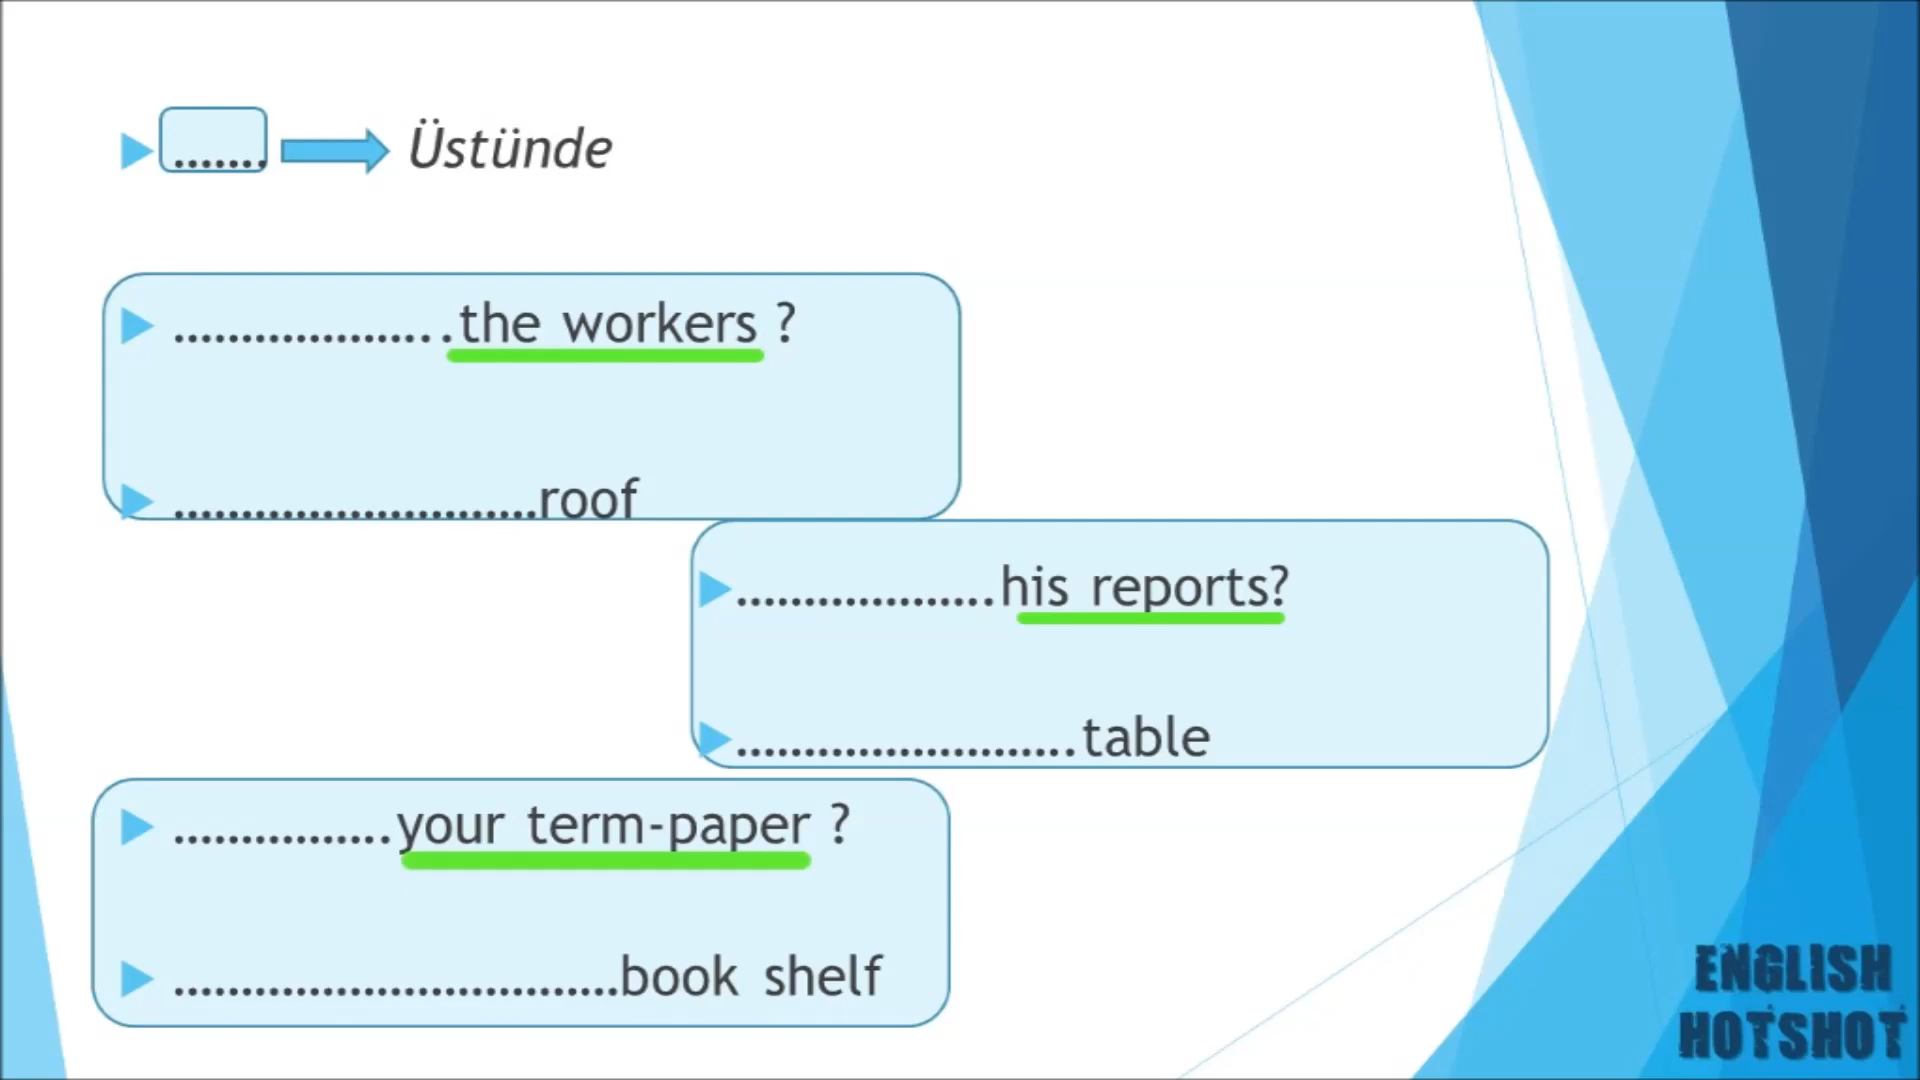 ....... Üstünde
.....................the workers ?
...........................roof
...................his reports?
.........................table
................your term-paper ?
.................................book shelf
ENGLISH
HOTSHOT